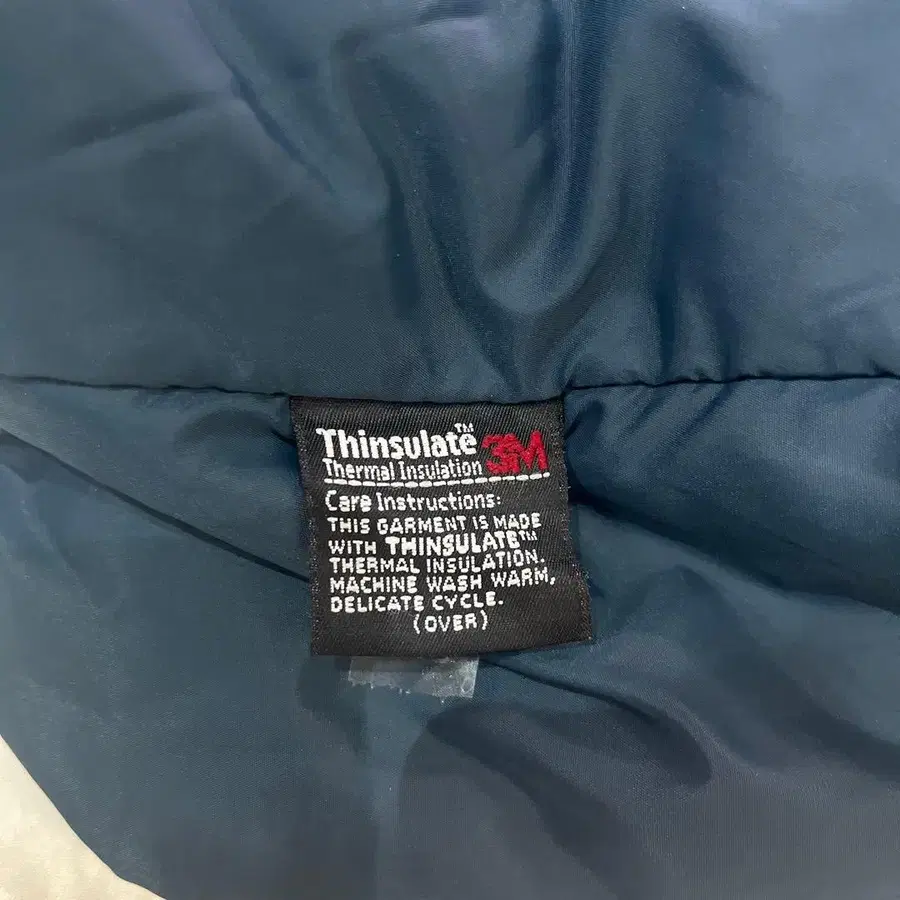 Thinsulate™ 3M
Thermal Insulation
Care Instructions:
THIS GARMENT IS MADE
WITH THINSULATE™
THERMAL INSULATION.
MACHINE WASH WARM,
DELICATE CYCLE.
(OVER)